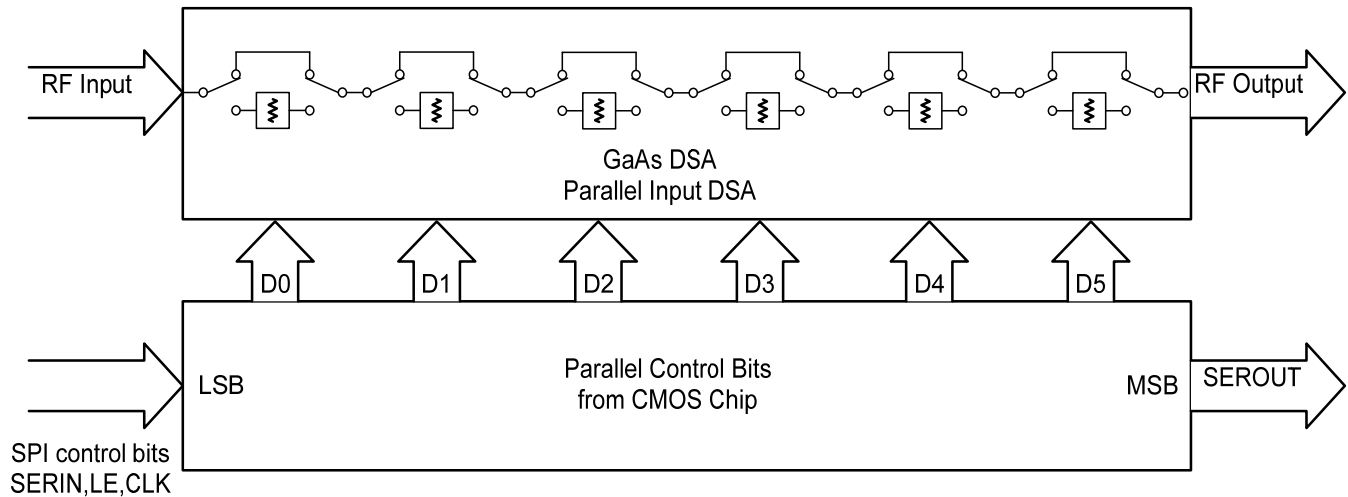 RF Input
RF Output
GaAs DSA
Parallel Input DSA
D0
D1
D2
D3
D4
D5
LSB
Parallel Control Bits
from CMOS Chip
MSB
SEROUT
SPI control bits
SERIN,LE,CLK